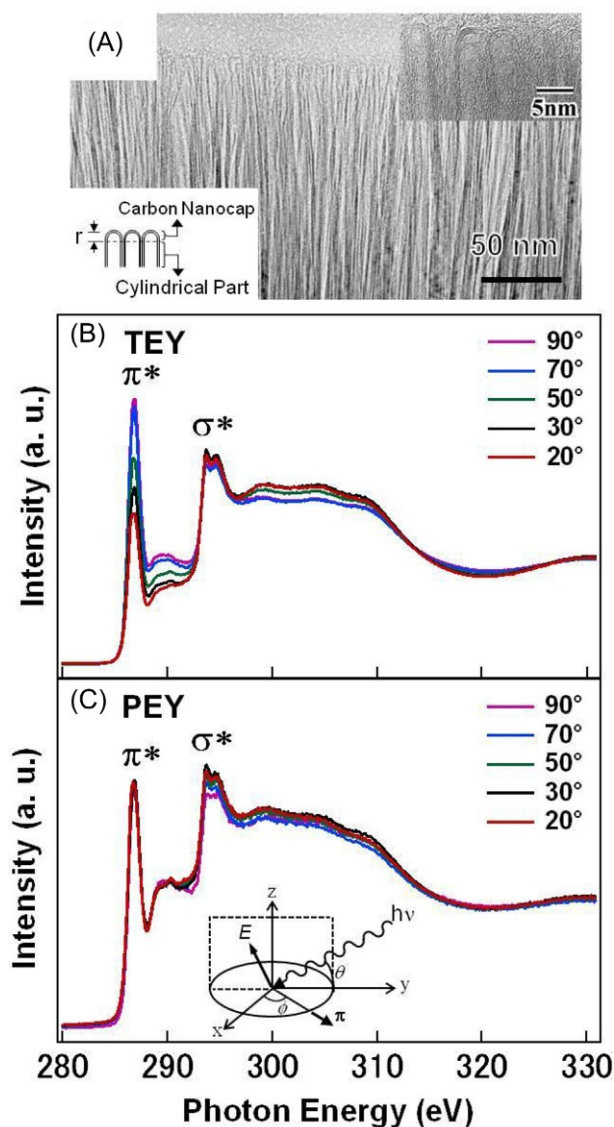 (A)
5nm
Carbon Nanocap
r
50 nm
Cylindrical Part
(B) TEY
π*
σ*
90°
70°
50°
30°
20°
Intensity (a. u.)
(C) PEY
π*
σ*
90°
70°
50°
30°
20°
Intensity (a. u.)
z
hν
E
θ
y
ϕ
x
π
280 290 300 310 320 330
Photon Energy (eV)